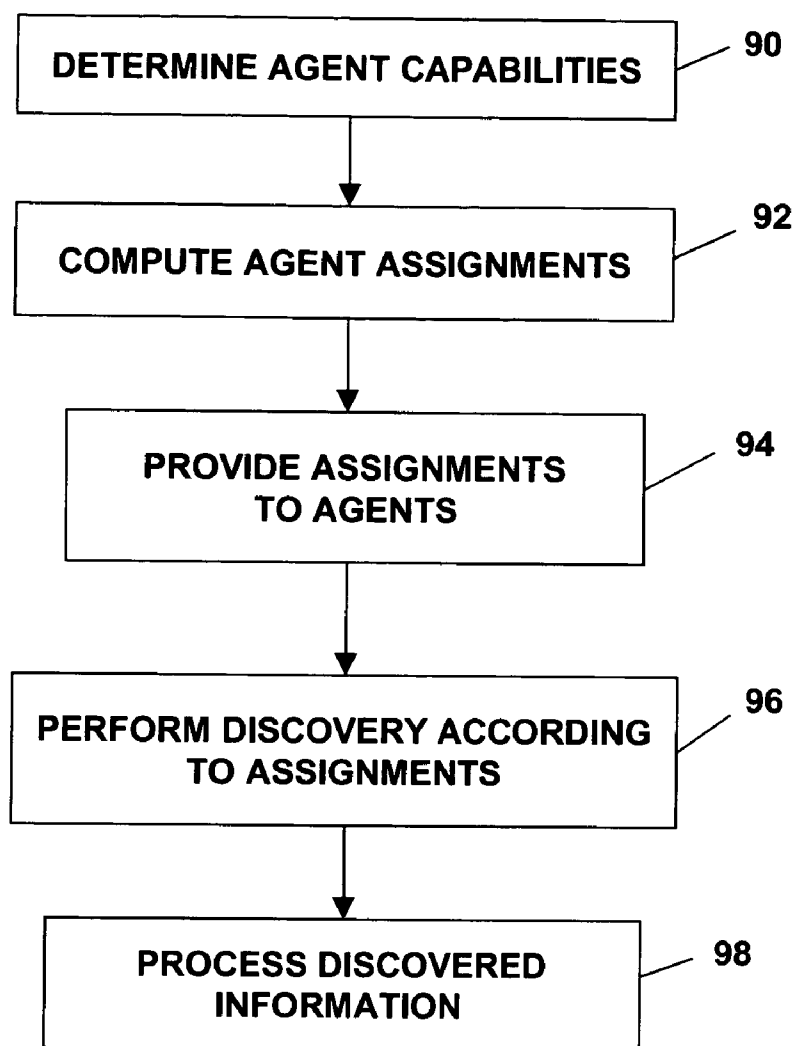 DETERMINE AGENT CAPABILITIES
90
COMPUTE AGENT ASSIGNMENTS
92
PROVIDE ASSIGNMENTS
TO AGENTS
94
PERFORM DISCOVERY ACCORDING
TO ASSIGNMENTS
96
PROCESS DISCOVERED
INFORMATION
98